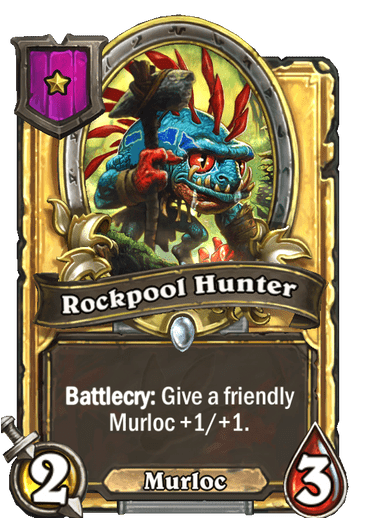 Rockpool Hunter
Battlecry: Give a friendly
Murloc +1/+1.
2
Murloc
3